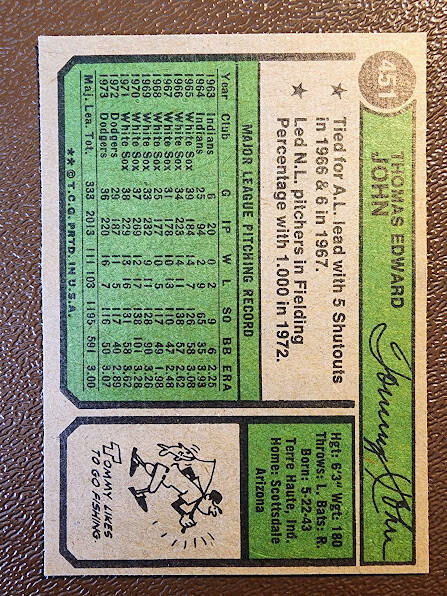 451
THOMAS EDWARD
JOHN
Tommy John
★ Tied for A.L. lead with 5 Shutouts
in 1966 & 6 in 1967.
★ Led N.L. pitchers in Fielding
Percentage with 1.000 in 1972.
Hgt: 6'3" Wgt: 180
Throws: L. Bats: R.
Born: 5-22-43
Terre Haute, Ind.
Home: Scottsdale
Arizona
MAJOR LEAGUE PITCHING RECORD
Year Club G IP W L SO BB ERA
1963 Indians 6 20 0 2 9 6 2.25
1964 Indians 25 94 2 9 65 35 3.93
1965 White Sox 39 184 14 7 126 58 3.08
1966 White Sox 34 223 14 11 138 57 2.62
1967 White Sox 31 178 10 13 110 47 2.48
1968 White Sox 25 177 10 5 117 49 1.98
1969 White Sox 33 232 9 11 128 90 3.26
1970 White Sox 37 269 12 17 138 3.28
1971 White Sox 38 229 13 16 131 58 3.62
1972 Dodgers 29 187 11 5 117 40 2.89
1973 Dodgers 36 220 16 7 116 50 3.07
Maj. Lea. Tot. 333 2013 111 103 1195 591 3.00
★★ © T.C.G. PRTD. IN U.S.A.
TOMMY LIKES
TO GO FISHING